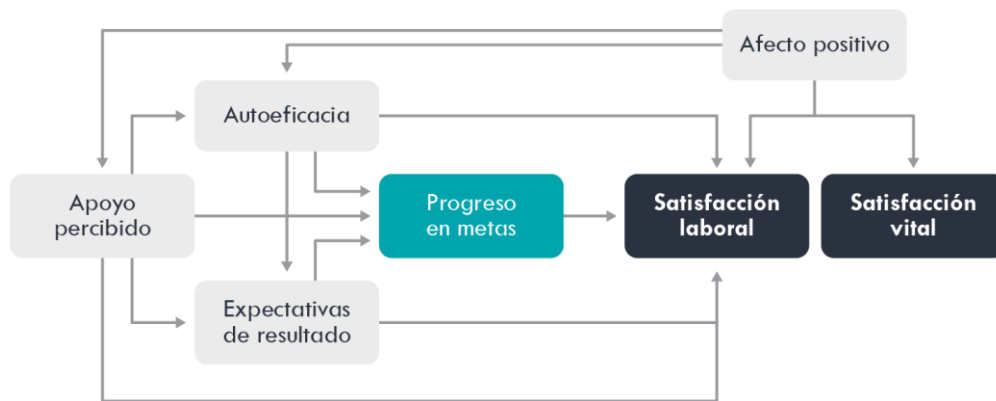 Afecto positivo
Autoeficacia
Apoyo
percibido
Progreso
en metas
Satisfacción
laboral
Satisfacción
vital
Expectativas
de resultado